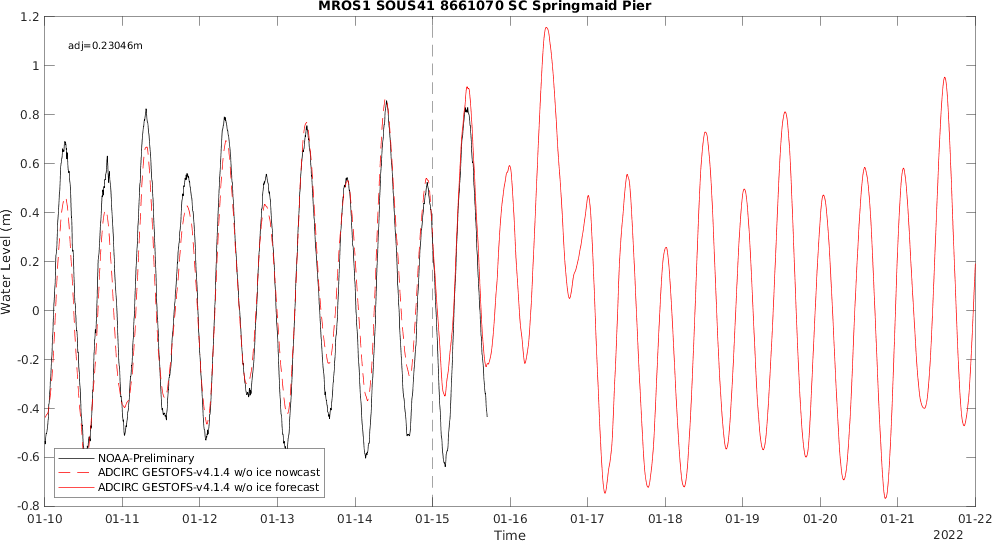 MROS1 SOUS41 8661070 SC Springmaid Pier
1.2
adj=0.23046m
1
0.8
0.6
0.4
0.2
0
-0.2
-0.4
-0.6
-0.8
Water Level (m)
NOAA-Preliminary
ADCIRC GESTOFS-v4.1.4 w/o ice nowcast
ADCIRC GESTOFS-v4.1.4 w/o ice forecast
01-10 01-11 01-12 01-13 01-14 01-15 01-16 01-17 01-18 01-19 01-20 01-21 01-22
Time
2022